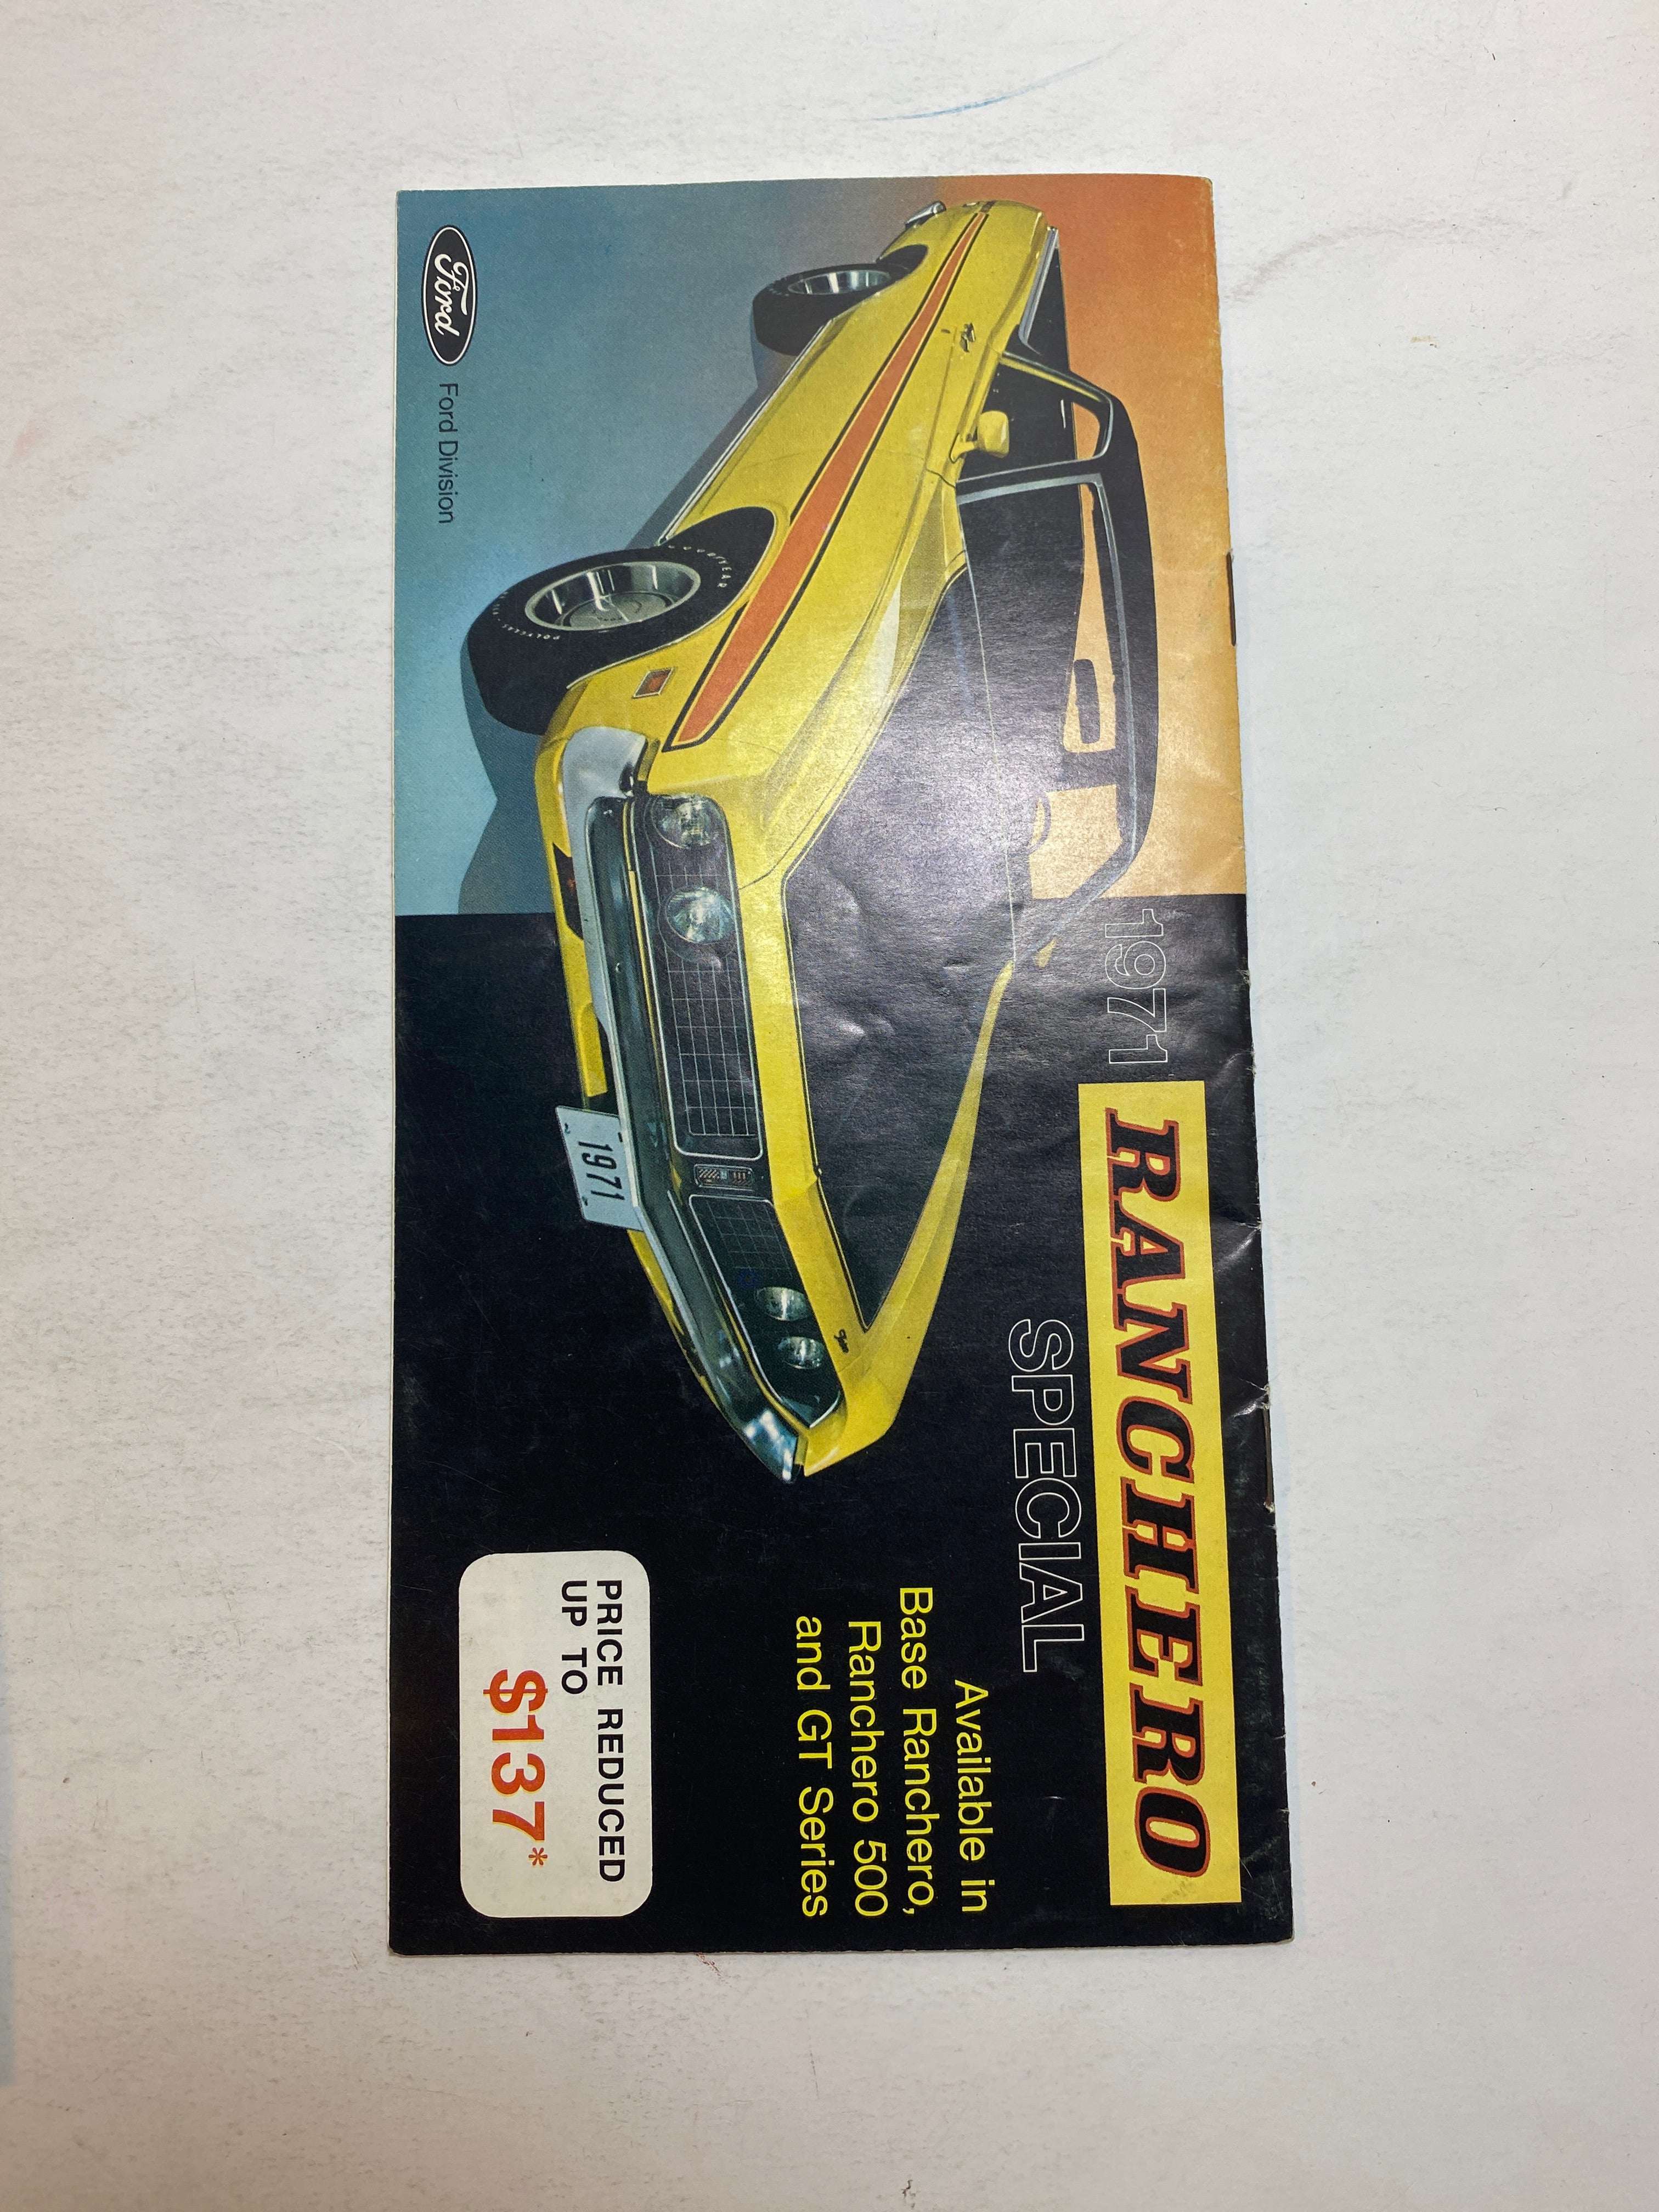 1971
RANCHERO
SPECIAL
Available in
Base Ranchero,
Ranchero 500
and GT Series
GOODYEAR
1971
PRICE REDUCED
UP TO
$137*
Ford
Ford Division